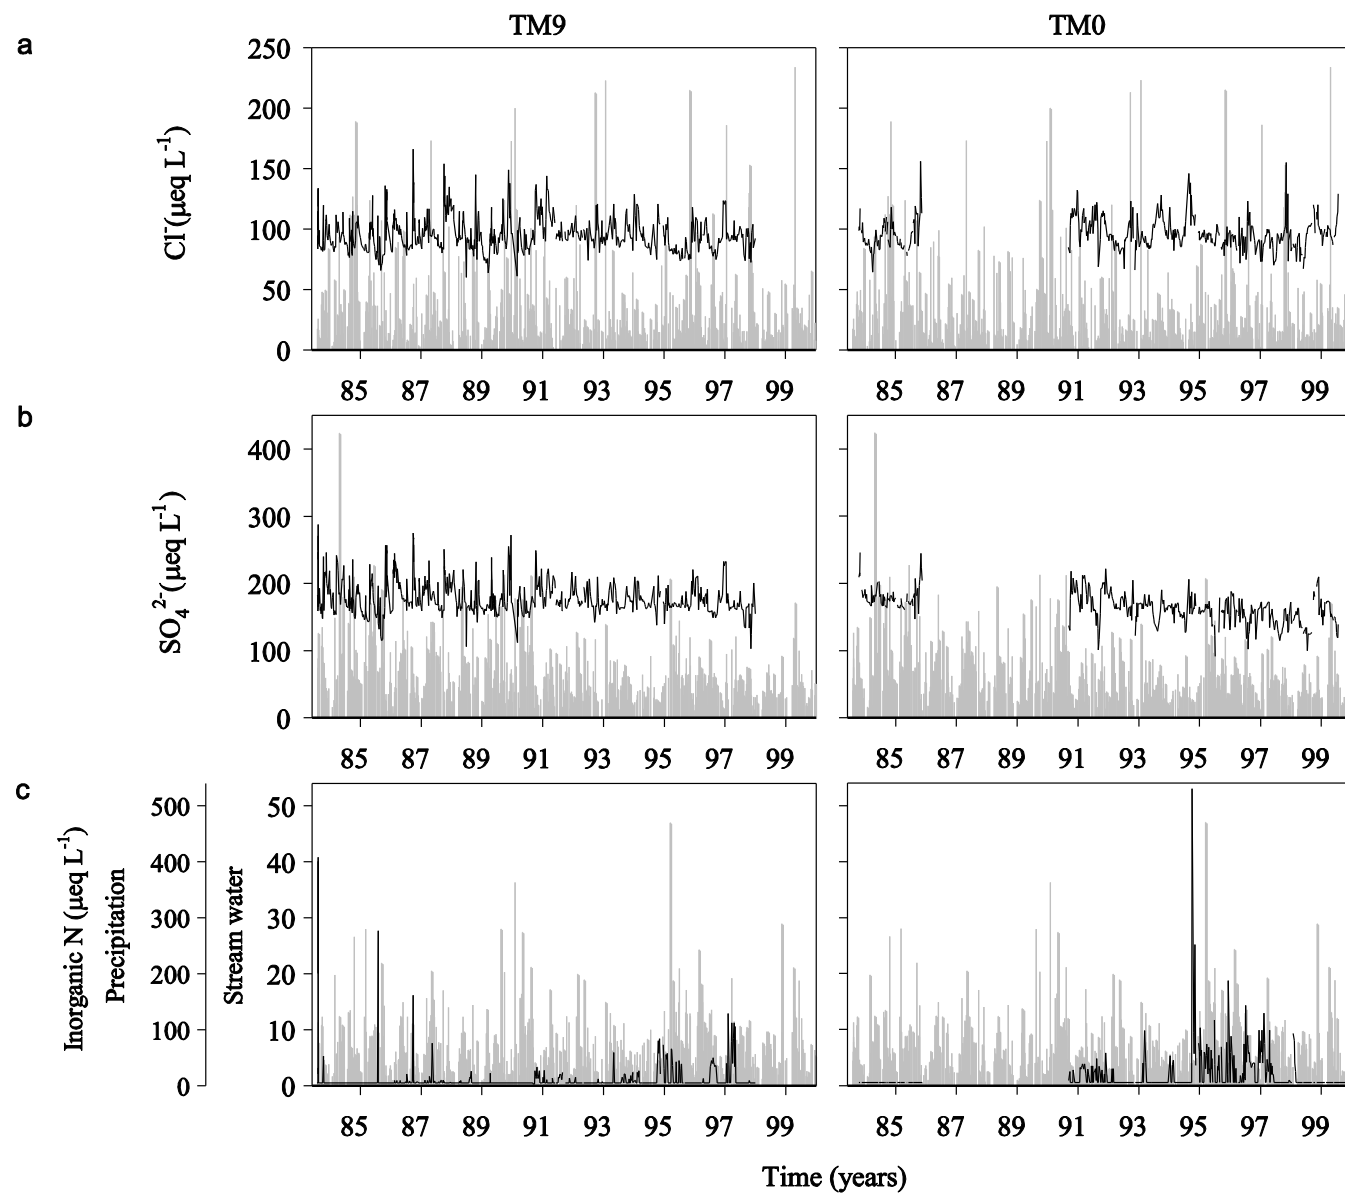 TM9 TM0
a
250
200
150
100
50
0
Cl⁻(μeq L⁻¹)
85 87 89 91 93 95 97 99 85 87 89 91 93 95 97 99
b
400
300
200
100
0
SO₄²⁻(μeq L⁻¹)
85 87 89 91 93 95 97 99 85 87 89 91 93 95 97 99
c
500 50
400 40
300 30
200 20
100 10
0 0
Inorganic N (μeq L⁻¹)
Precipitation
Stream water
85 87 89 91 93 95 97 99 85 87 89 91 93 95 97 99
Time (years)